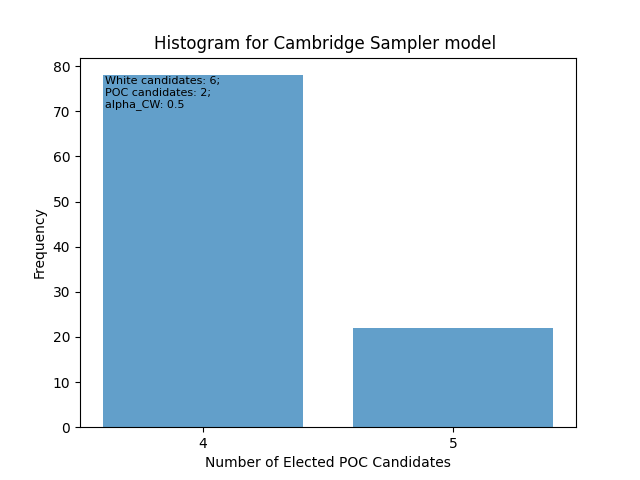 Histogram for Cambridge Sampler model
80
70
60
50
40
30
20
10
0
Frequency
White candidates: 6;
POC candidates: 2;
alpha_CW: 0.5
4
5
Number of Elected POC Candidates